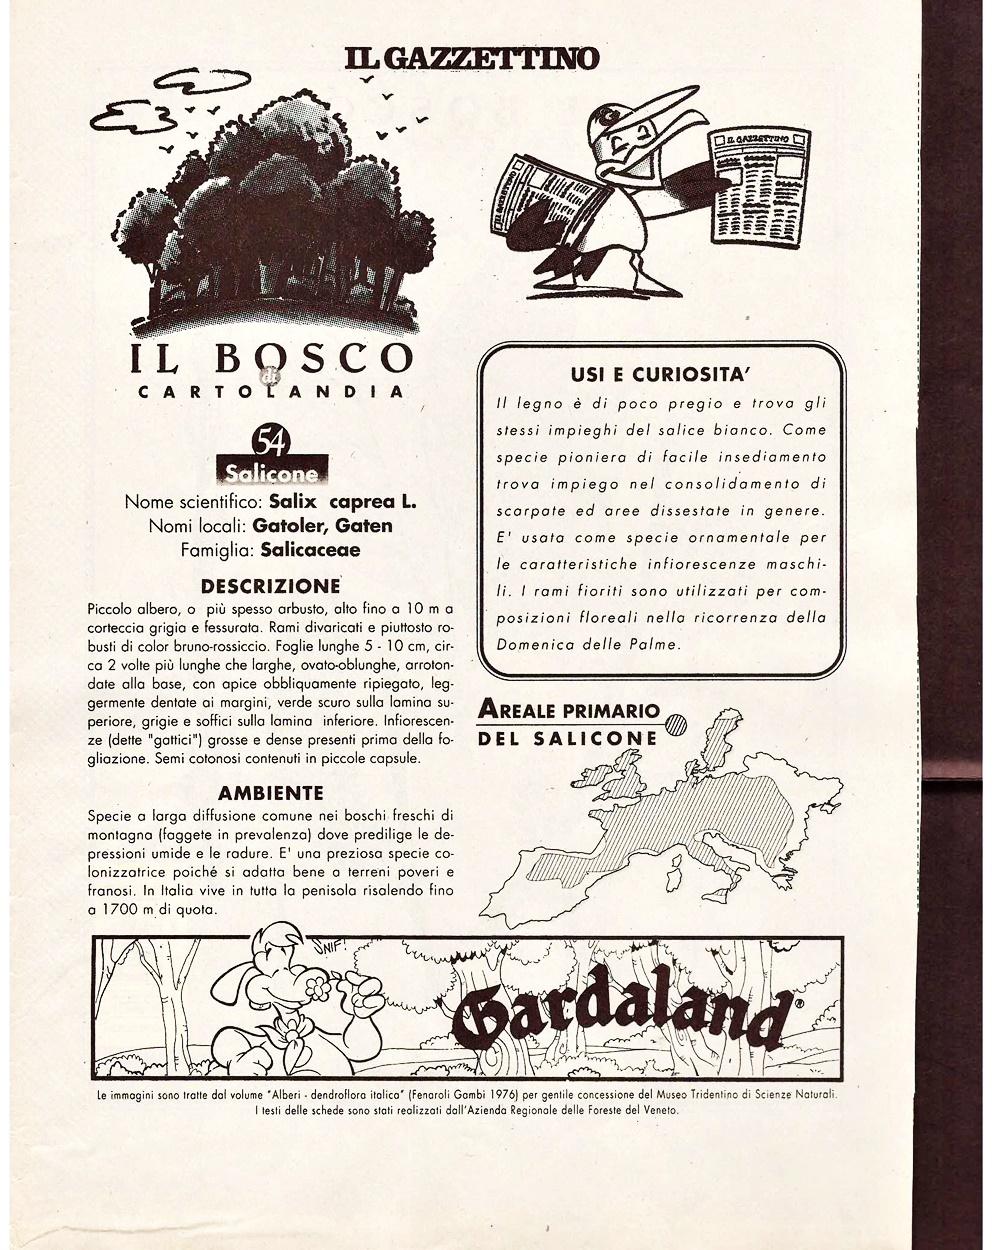 IL GAZZETTINO
IL GAZZETTINO
IL BOSCO
di
CARTOLANDIA
54
Salicone
Nome scientifico: Salix caprea L.
Nomi locali: Gatoler, Gaten
Famiglia: Salicaceae
DESCRIZIONE
Piccolo albero, o più spesso arbusto, alto fino a 10 m a
corteccia grigia e fessurata. Rami divaricati e piuttosto ro-
busti di color bruno-rossiccio. Foglie lunghe 5 - 10 cm, cir-
ca 2 volte più lunghe che larghe, ovato-oblunghe, arroton-
date alla base, con apice obbliquamente ripiegato, leg-
germente dentate ai margini, verde scuro sulla lamina su-
periore, grigie e soffici sulla lamina inferiore. Infiorescen-
ze (dette "gattici") grosse e dense presenti prima della fo-
gliazione. Semi cotonosi contenuti in piccole capsule.
AMBIENTE
Specie a larga diffusione comune nei boschi freschi di
montagna (faggete in prevalenza) dove predilige le de-
pressioni umide e le radure. E' una preziosa specie co-
lonizzatrice poiché si adatta bene a terreni poveri e
franosi. In Italia vive in tutta la penisola risalendo fino
a 1700 m di quota.
USI E CURIOSITA'
Il legno è di poco pregio e trova gli
stessi impieghi del salice bianco. Come
specie pioniera di facile insediamento
trova impiego nel consolidamento di
scarpate ed aree dissestate in genere.
E' usata come specie ornamentale per
le caratteristiche infiorescenze maschi-
li. I rami fioriti sono utilizzati per com-
posizioni floreali nella ricorrenza della
Domenica delle Palme.
AREALE PRIMARIO
DEL SALICONE
SNIF!
Gardaland®
Le immagini sono tratte dal volume "Alberi - dendroflora italica" (Fenaroli Gambi 1976) per gentile concessione del Museo Tridentino di Scienze Naturali.
I testi delle schede sono stati realizzati dall'Azienda Regionale delle Foreste del Veneto.